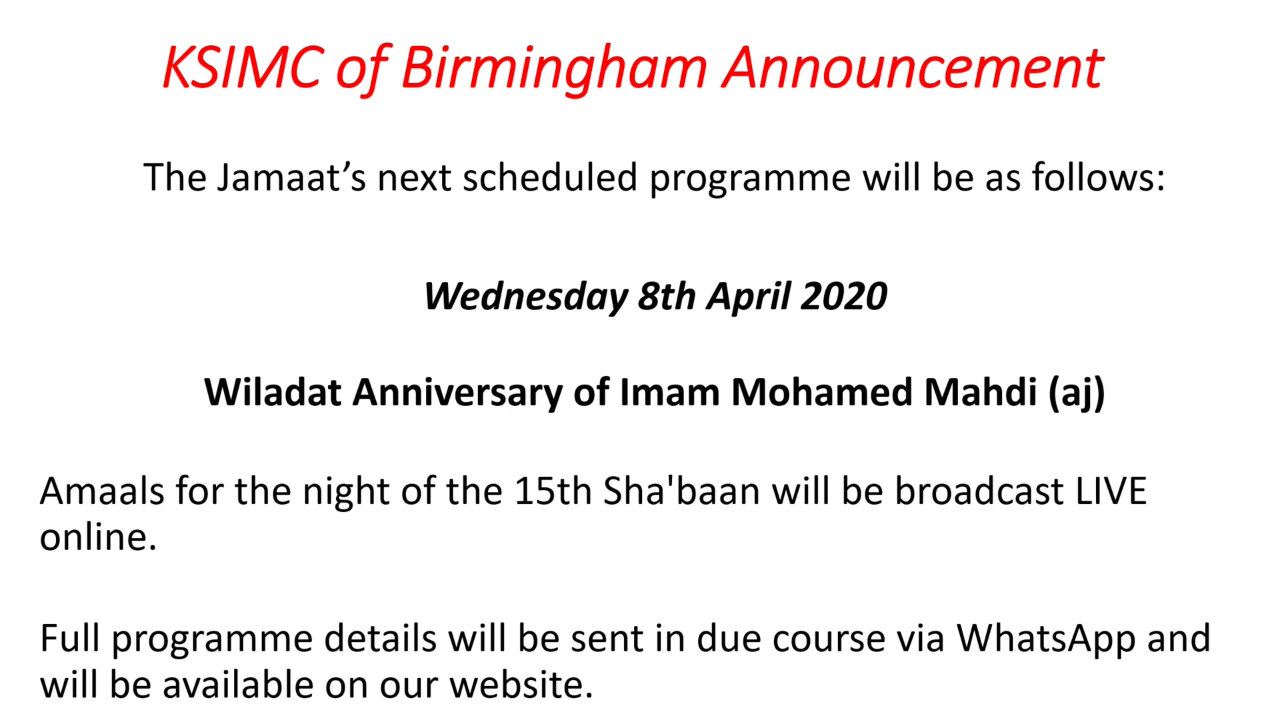 KSIMC of Birmingham Announcement
The Jamaat’s next scheduled programme will be as follows:
Wednesday 8th April 2020
Wiladat Anniversary of Imam Mohamed Mahdi (aj)
Amaals for the night of the 15th Sha'baan will be broadcast LIVE
online.
Full programme details will be sent in due course via WhatsApp and
will be available on our website.